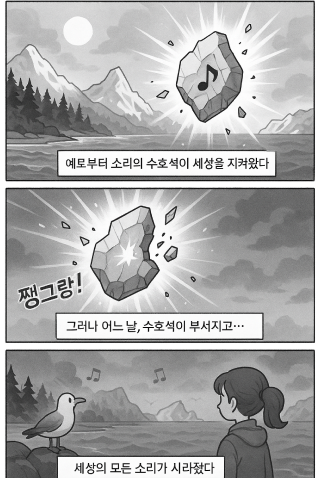 예로부터 소리의 수호석이 세상을 지켜왔다
쨍그랑!
그러나 어느 날, 수호석이 부서지고…
세상의 모든 소리가 시라졌다